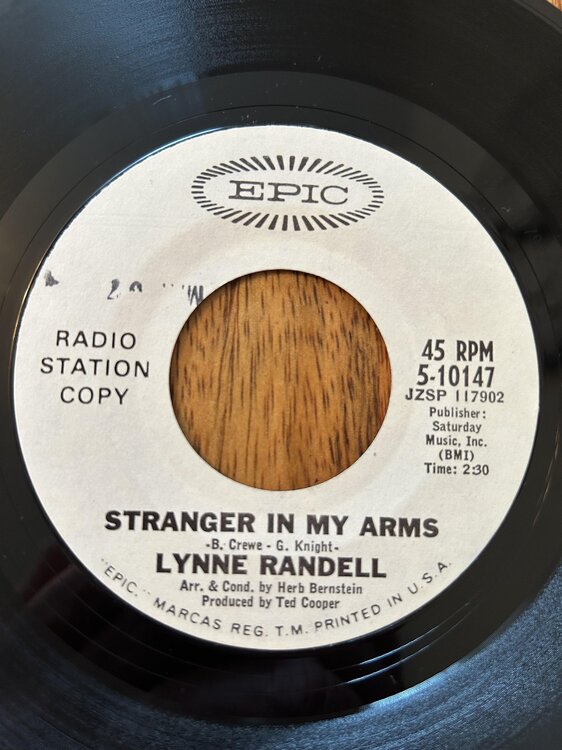 EPIC
RADIO
STATION
COPY
45 RPM
5-10147
JZSP 117902
Publisher:
Saturday
Music, Inc.
(BMI)
Time: 2:30
STRANGER IN MY ARMS
-B. Crewe - G. Knight-
LYNNE RANDELL
Arr. & Cond. by Herb Bernstein
Produced by Ted Cooper
"EPIC," MARCAS REG. T.M. PRINTED IN U.S.A.